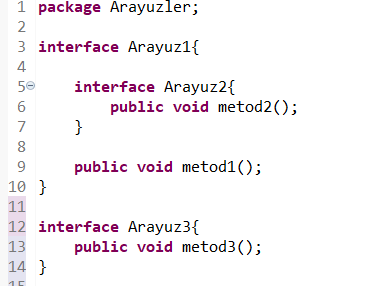 1 package Arayuzler;
2
3 interface Arayuz1{
4
5     interface Arayuz2{
6         public void metod2();
7     }
8
9     public void metod1();
10 }
11
12 interface Arayuz3{
13     public void metod3();
14 }